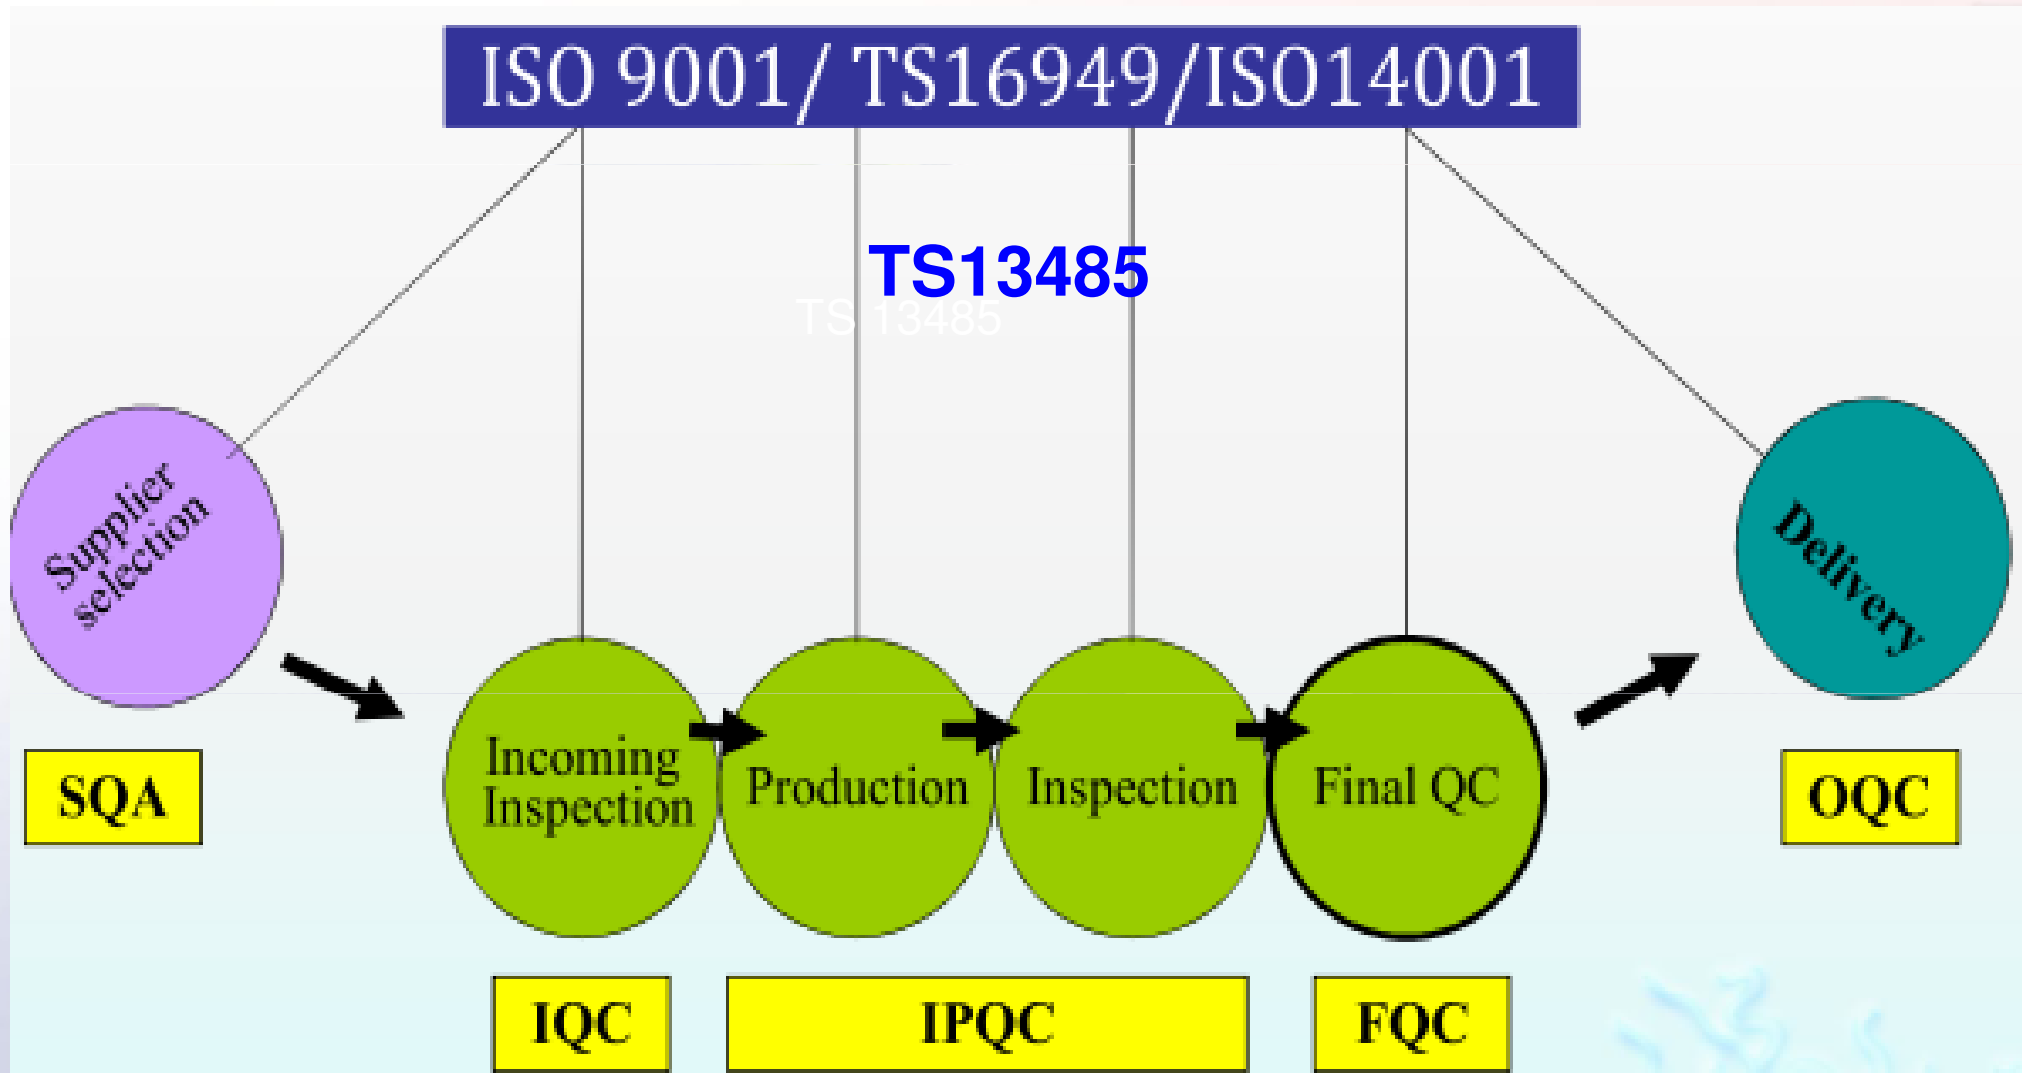 ISO 9001/ TS16949/ISO14001
TS13485
TS 13485
Supplier
selection
Delivery
Incoming
Inspection
Production
Inspection
Final QC
SQA
OQC
IQC
IPQC
FQC